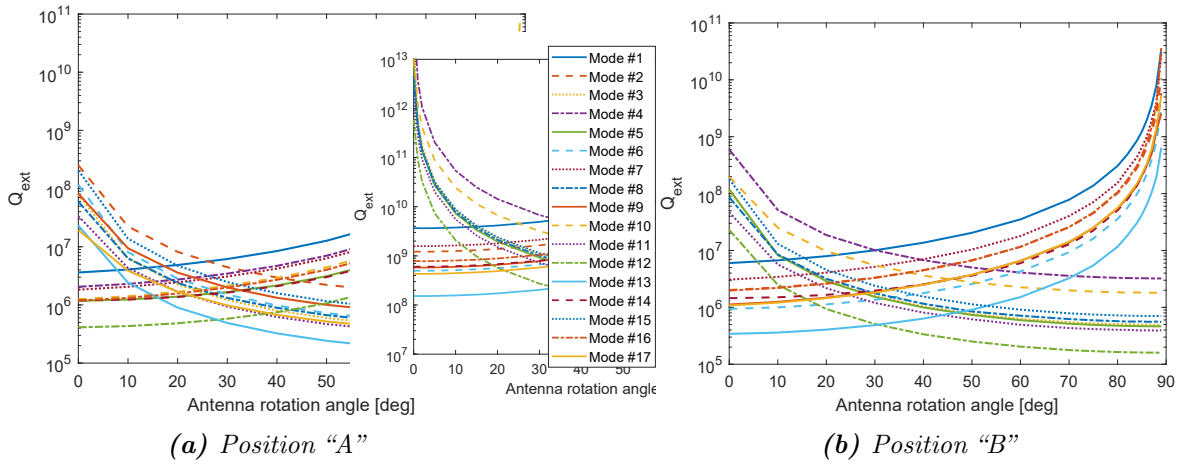 10^11
10^10
10^9
10^8
10^7
10^6
10^5
Q_ext
0 10 20 30 40 50
Antenna rotation angle [deg]
10^13
10^12
10^11
10^10
10^9
10^8
10^7
Q_ext
0 10 20 30 40 50
Antenna rotation angle [deg]
Mode #1
Mode #2
Mode #3
Mode #4
Mode #5
Mode #6
Mode #7
Mode #8
Mode #9
Mode #10
Mode #11
Mode #12
Mode #13
Mode #14
Mode #15
Mode #16
Mode #17
(a) Position “A”
10^11
10^10
10^9
10^8
10^7
10^6
10^5
Q_ext
0 10 20 30 40 50 60 70 80 90
Antenna rotation angle [deg]
(b) Position “B”